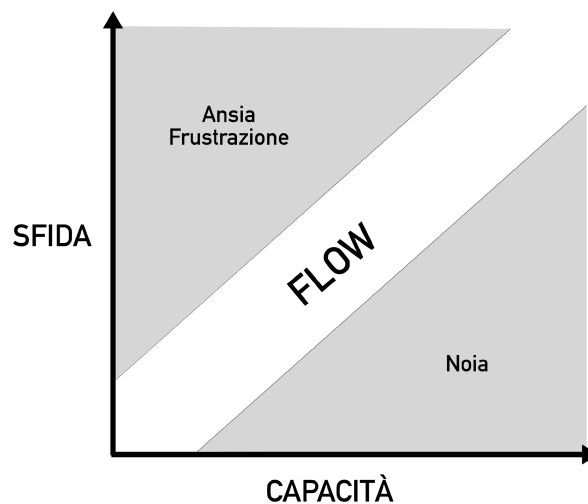 Ansia
Frustrazione
SFIDA
FLOW
Noia
CAPACITÀ